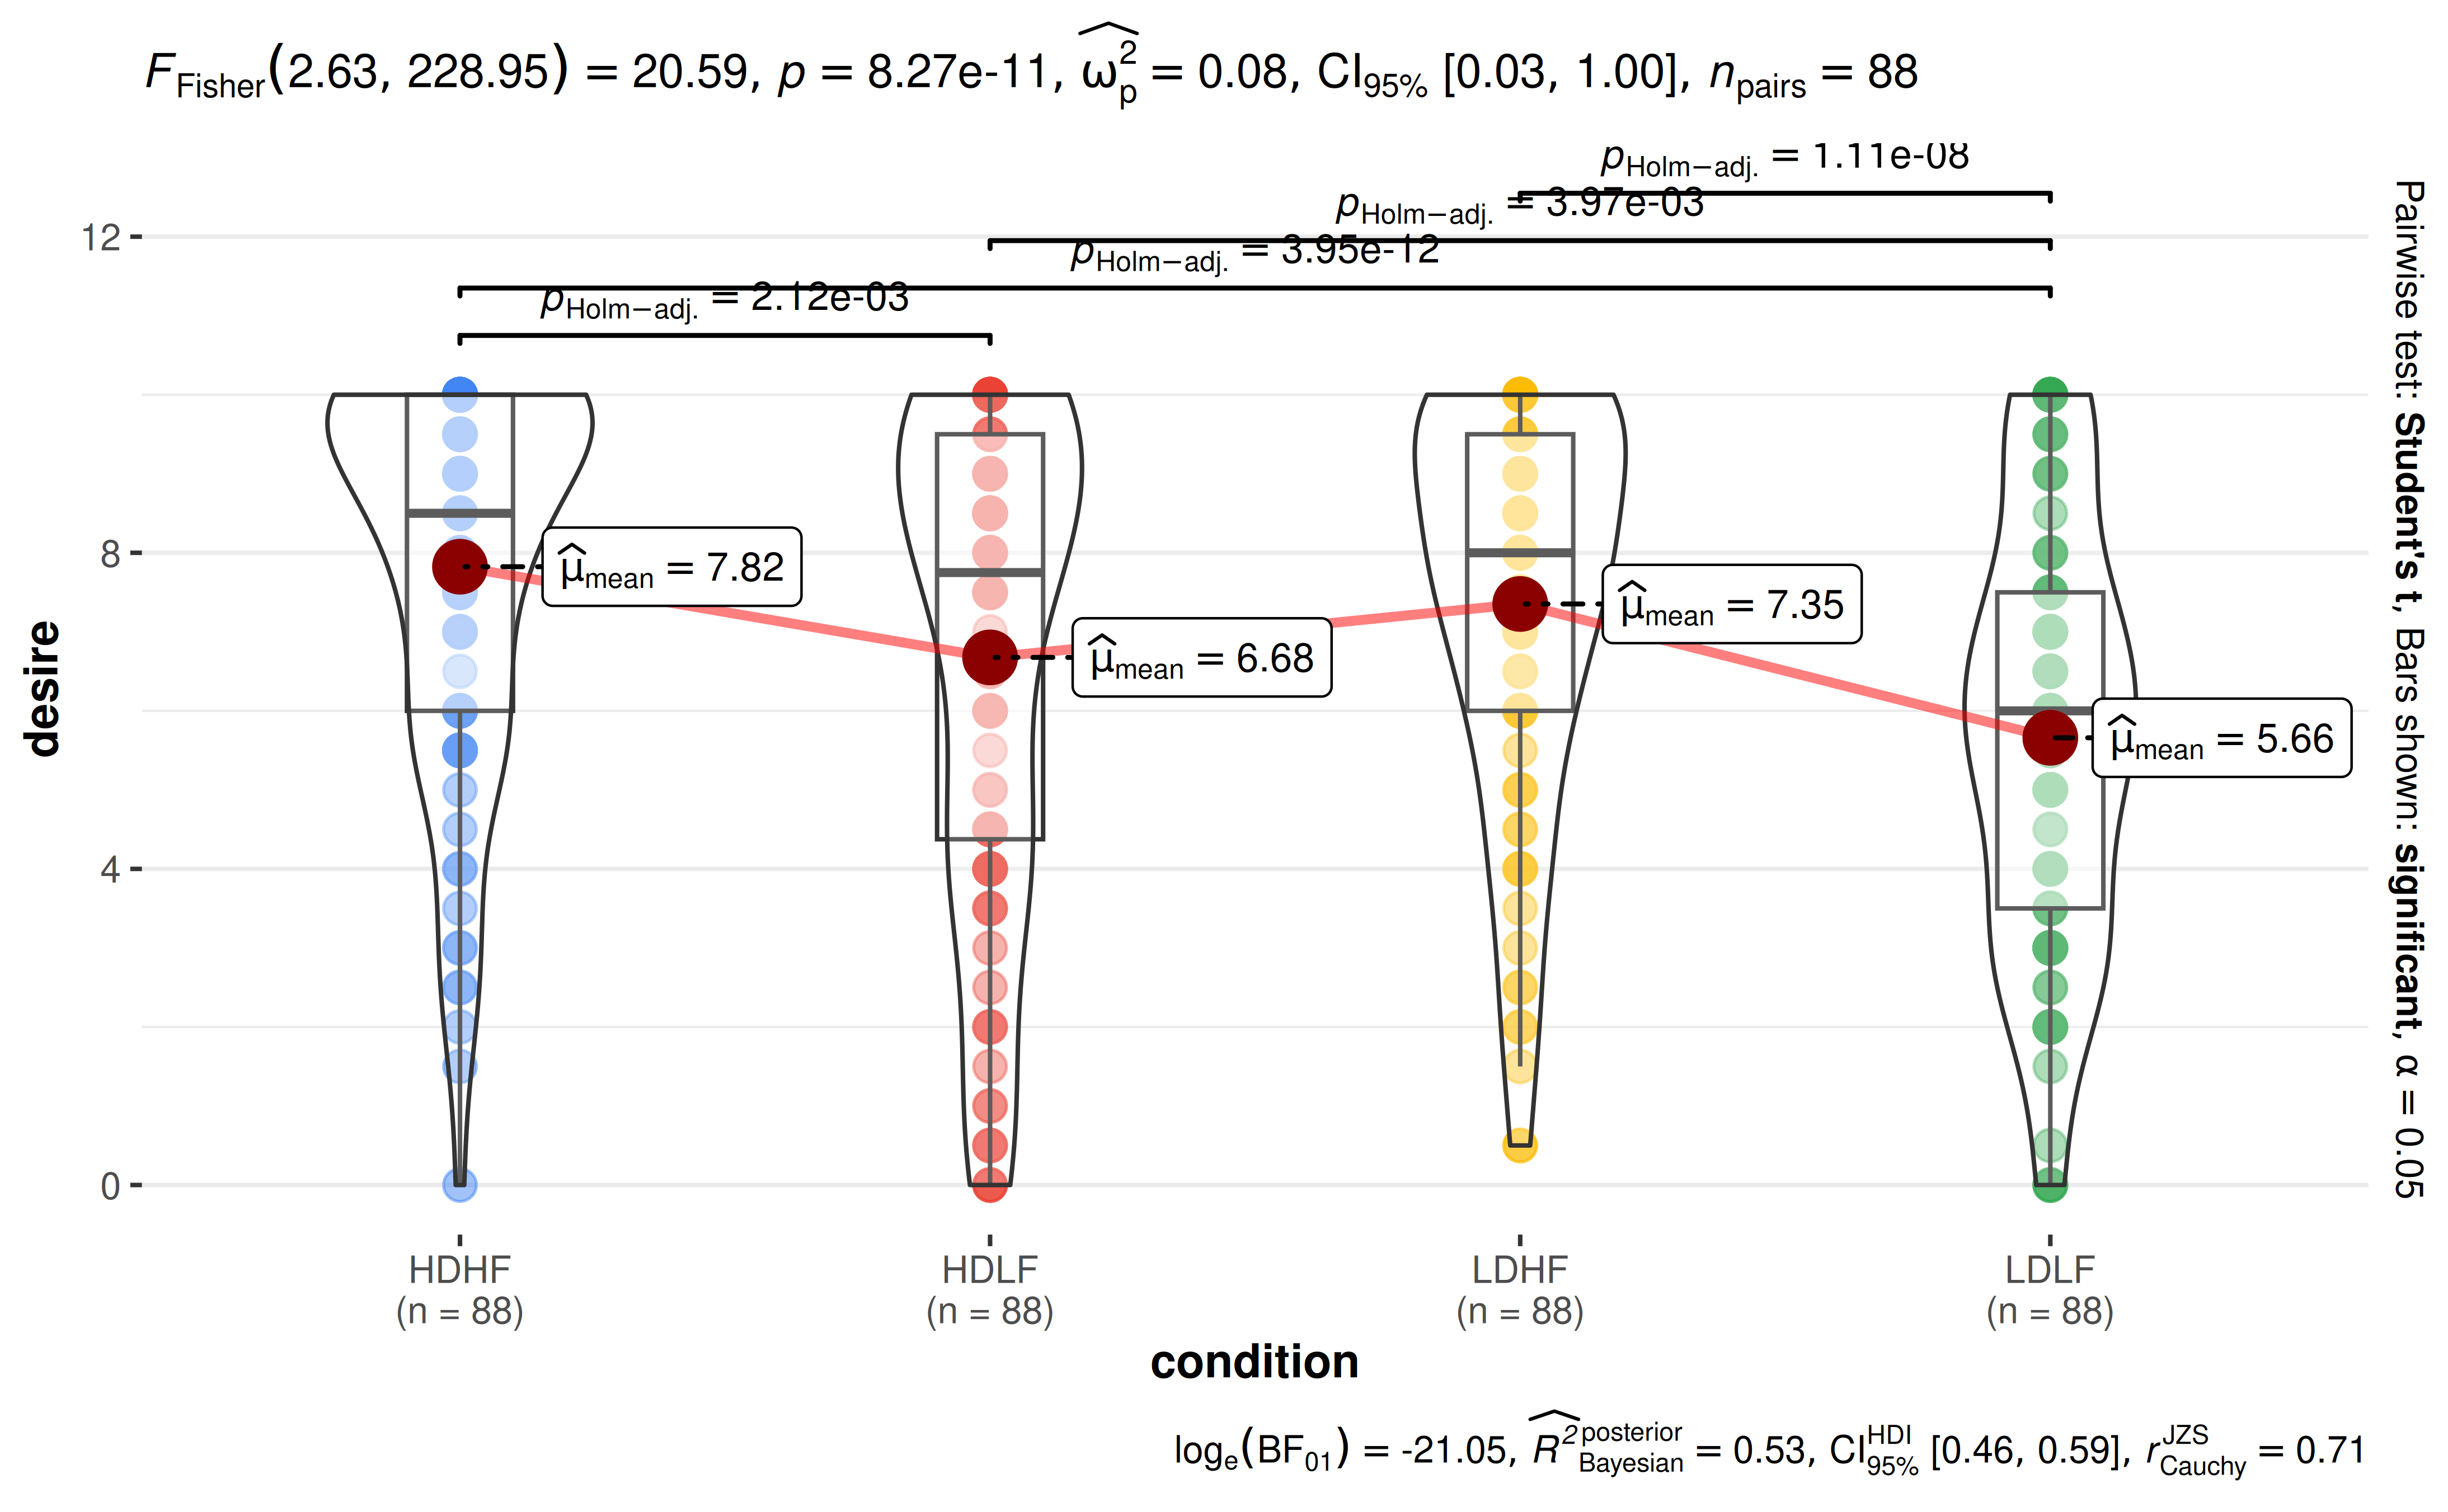 F_Fisher(2.63, 228.95) = 20.59, p = 8.27e-11, ω̂²_p = 0.08, CI_95% [0.03, 1.00], n_pairs = 88
p_Holm−adj. = 1.11e-08
p_Holm−adj. = 3.97e-03
p_Holm−adj. = 3.95e-12
p_Holm−adj. = 2.12e-03
12
8
4
0
desire
μ̂_mean = 7.82
μ̂_mean = 6.68
μ̂_mean = 7.35
μ̂_mean = 5.66
Pairwise test: Student's t, Bars shown: significant, α = 0.05
HDHF
(n = 88)
HDLF
(n = 88)
LDHF
(n = 88)
LDLF
(n = 88)
condition
log_e(BF_01) = -21.05, R̂²^posterior_Bayesian = 0.53, CI^HDI_95% [0.46, 0.59], r^JZS_Cauchy = 0.71